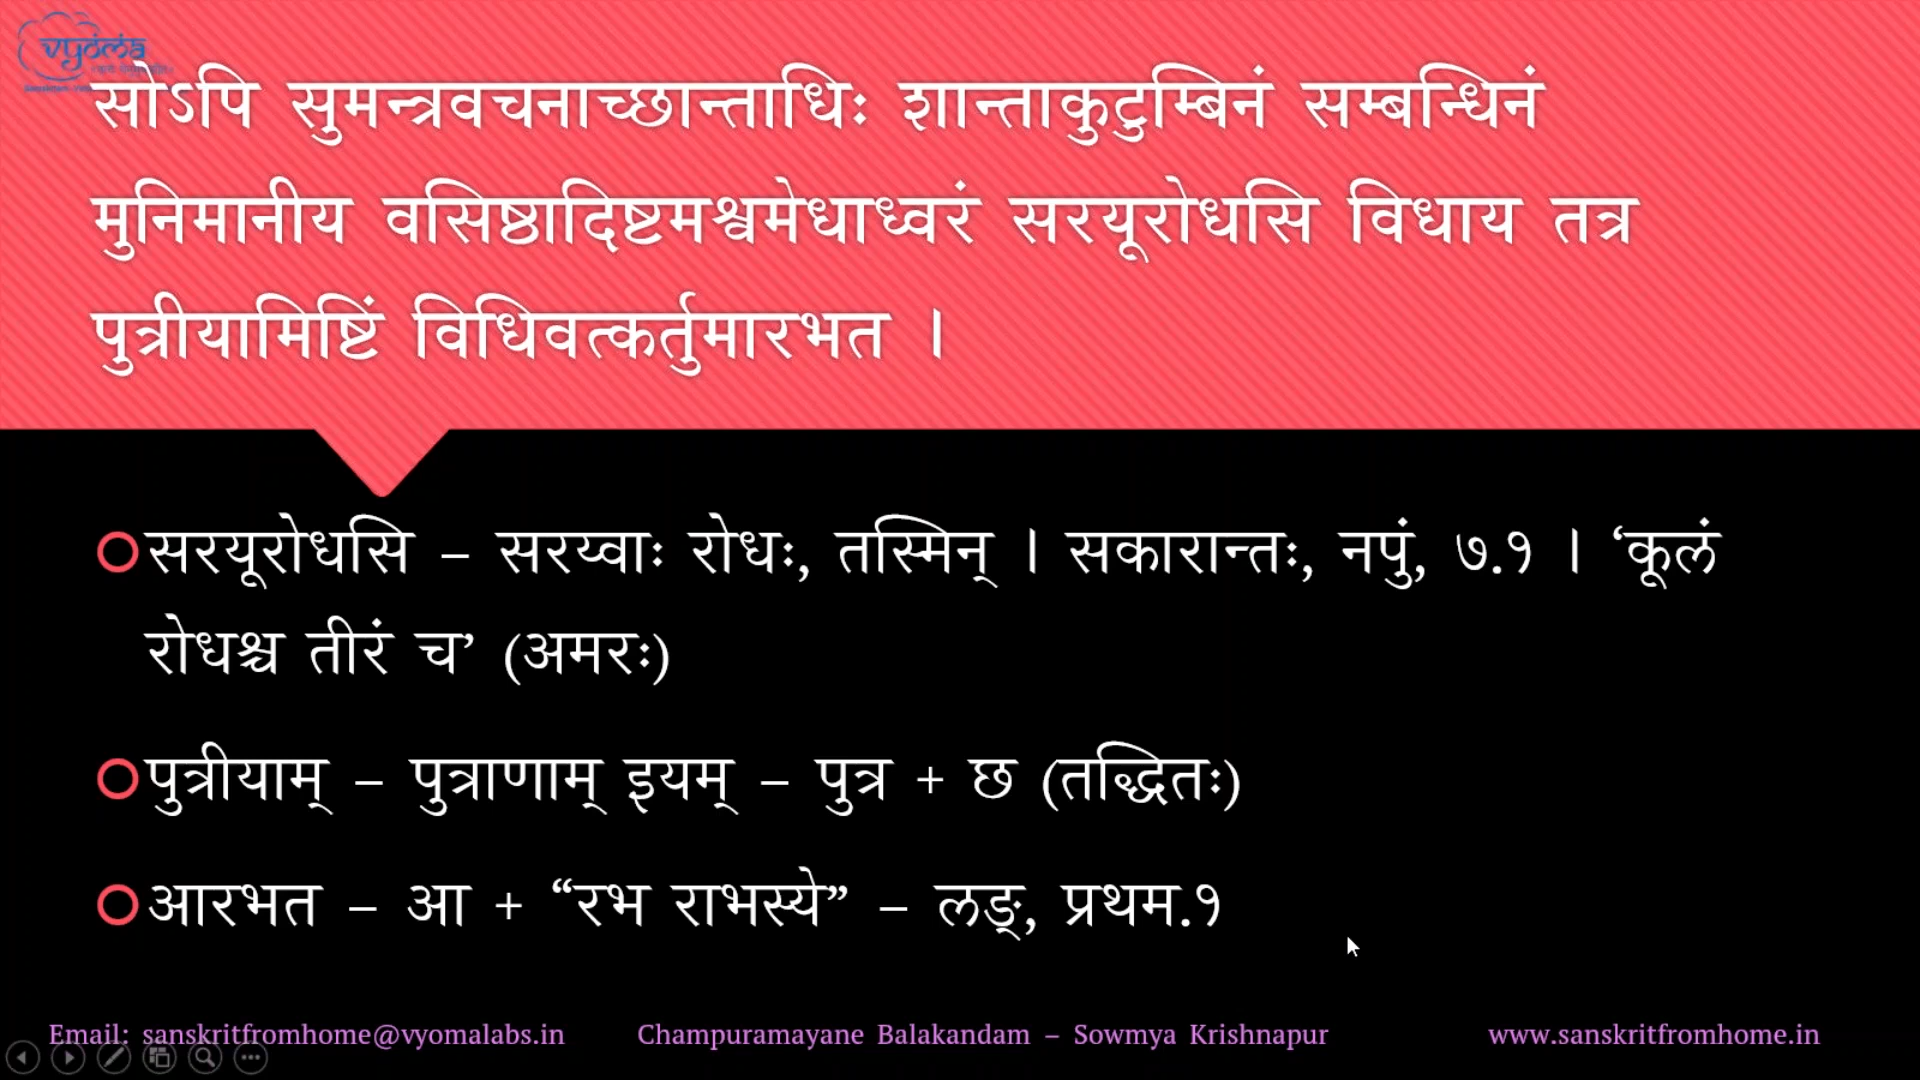 vyoma
सोऽपि सुमन्त्रवचनाच्छान्ताधिः शान्ताकुटुम्बिनं सम्बन्धिनं
मुनिमानीय वसिष्ठादिष्टमश्वमेधाध्वरं सरयूरोधसि विधाय तत्र
पुत्रीयामिष्टिं विधिवत्कर्तुमारभत ।
सरयूरोधसि – सरय्वाः रोधः, तस्मिन् । सकारान्तः, नपुं, ७.१ । ‘कूलं
रोधश्च तीरं च’ (अमरः)
पुत्रीयाम् – पुत्राणाम् इयम् – पुत्र + छ (तद्धितः)
आरभत – आ + “रभ राभस्ये” – लङ्, प्रथम.१
Email: sanskritfromhome@vyomalabs.in Champuramayane Balakandam – Sowmya Krishnapur www.sanskritfromhome.in